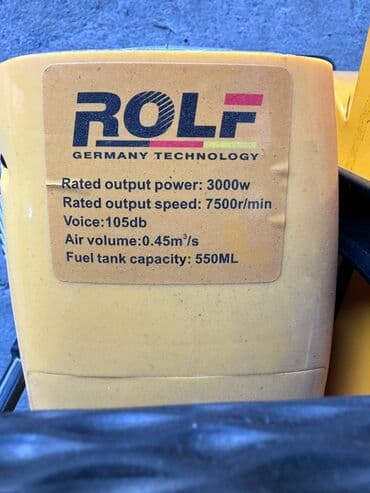 ROLF
GERMANY TECHNOLOGY
Rated output power: 3000w
Rated output speed: 7500r/min
Voice:105db
Air volume:0.45m³/s
Fuel tank capacity: 550ML